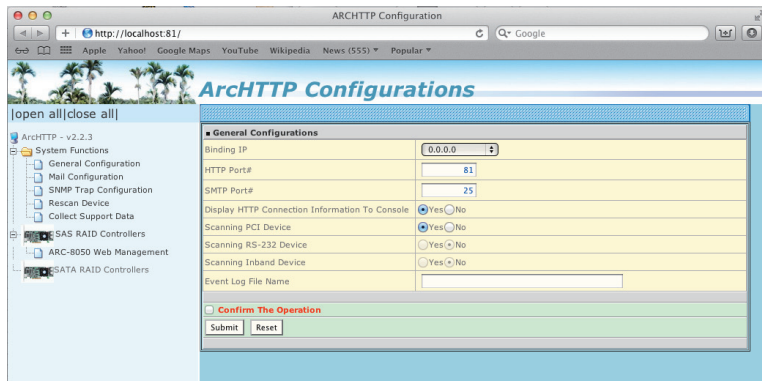 ARCHTTP Configuration
http://localhost:81/
Google
Apple Yahoo! Google Maps YouTube Wikipedia News (555) Popular
ArcHTTP Configurations
|open all|close all|
ArcHTTP - v2.2.3
System Functions
General Configuration
Mail Configuration
SNMP Trap Configuration
Rescan Device
Collect Support Data
SAS RAID Controllers
ARC-8050 Web Management
SATA RAID Controllers
General Configurations
Binding IP 0.0.0.0
HTTP Port# 81
SMTP Port# 25
Display HTTP Connection Information To Console Yes No
Scanning PCI Device Yes No
Scanning RS-232 Device Yes No
Scanning Inband Device Yes No
Event Log File Name
Confirm The Operation
Submit Reset